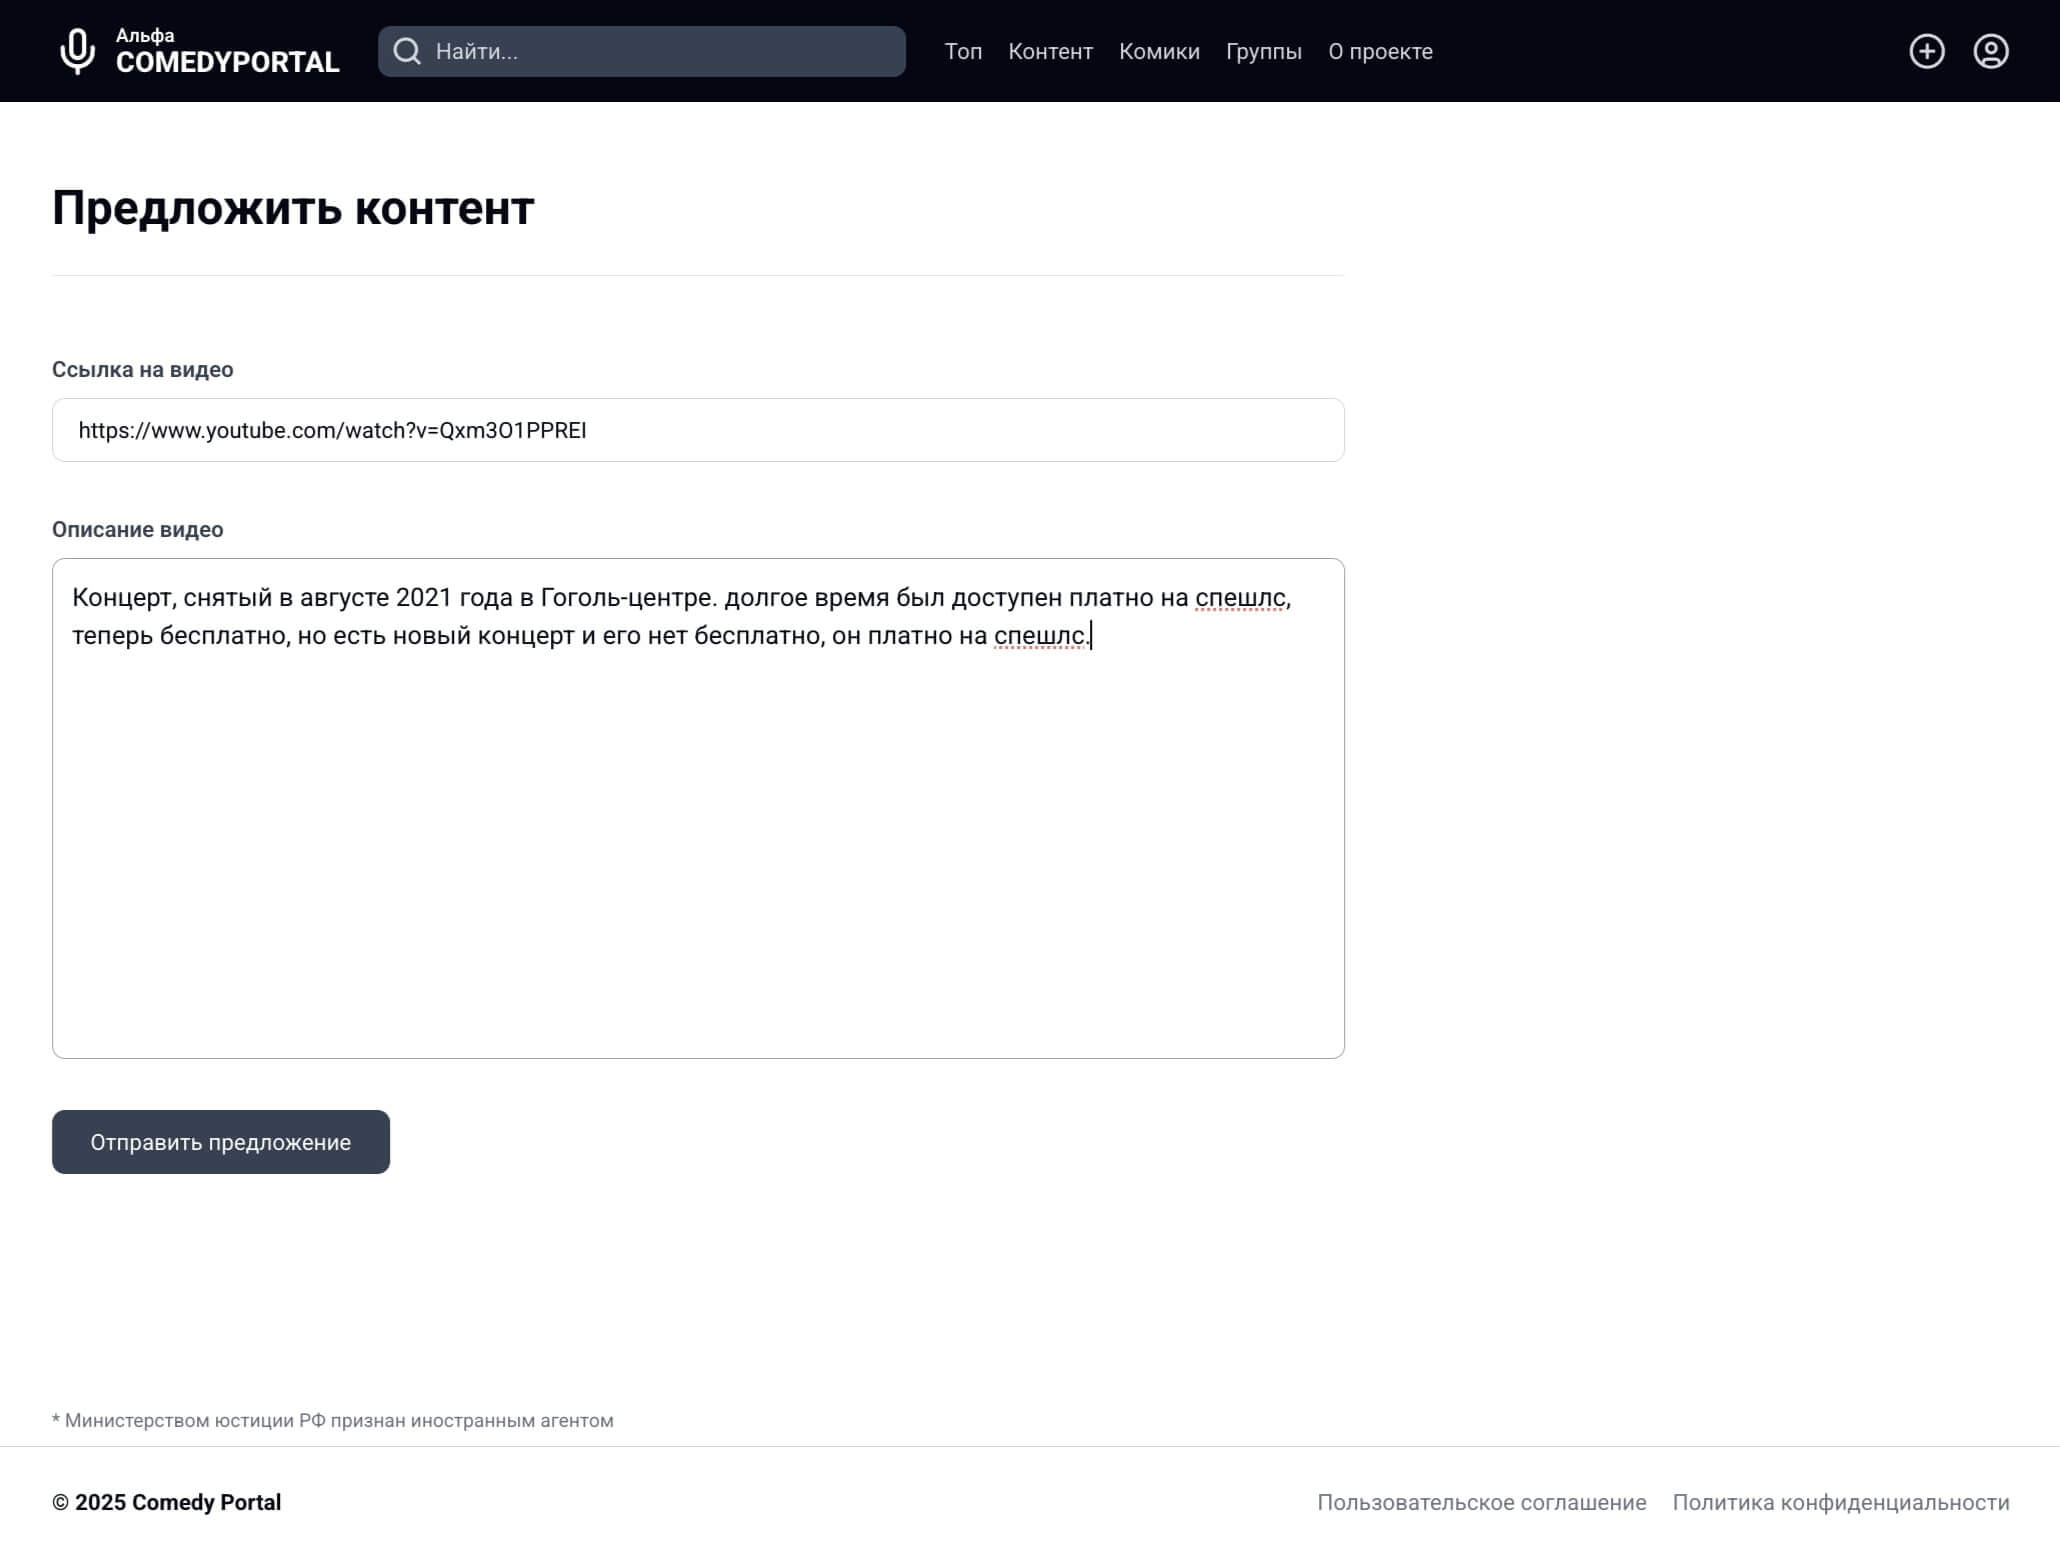 Альфа
COMEDYPORTAL
Найти...
Топ Контент Комики Группы О проекте
Предложить контент
Ссылка на видео
https://www.youtube.com/watch?v=Qxm3O1PPREI
Описание видео
Концерт, снятый в августе 2021 года в Гоголь-центре. долгое время был доступен платно на спешлс,
теперь бесплатно, но есть новый концерт и его нет бесплатно, он платно на спешлс.
Отправить предложение
* Министерством юстиции РФ признан иностранным агентом
© 2025 Comedy Portal
Пользовательское соглашение Политика конфиденциальности